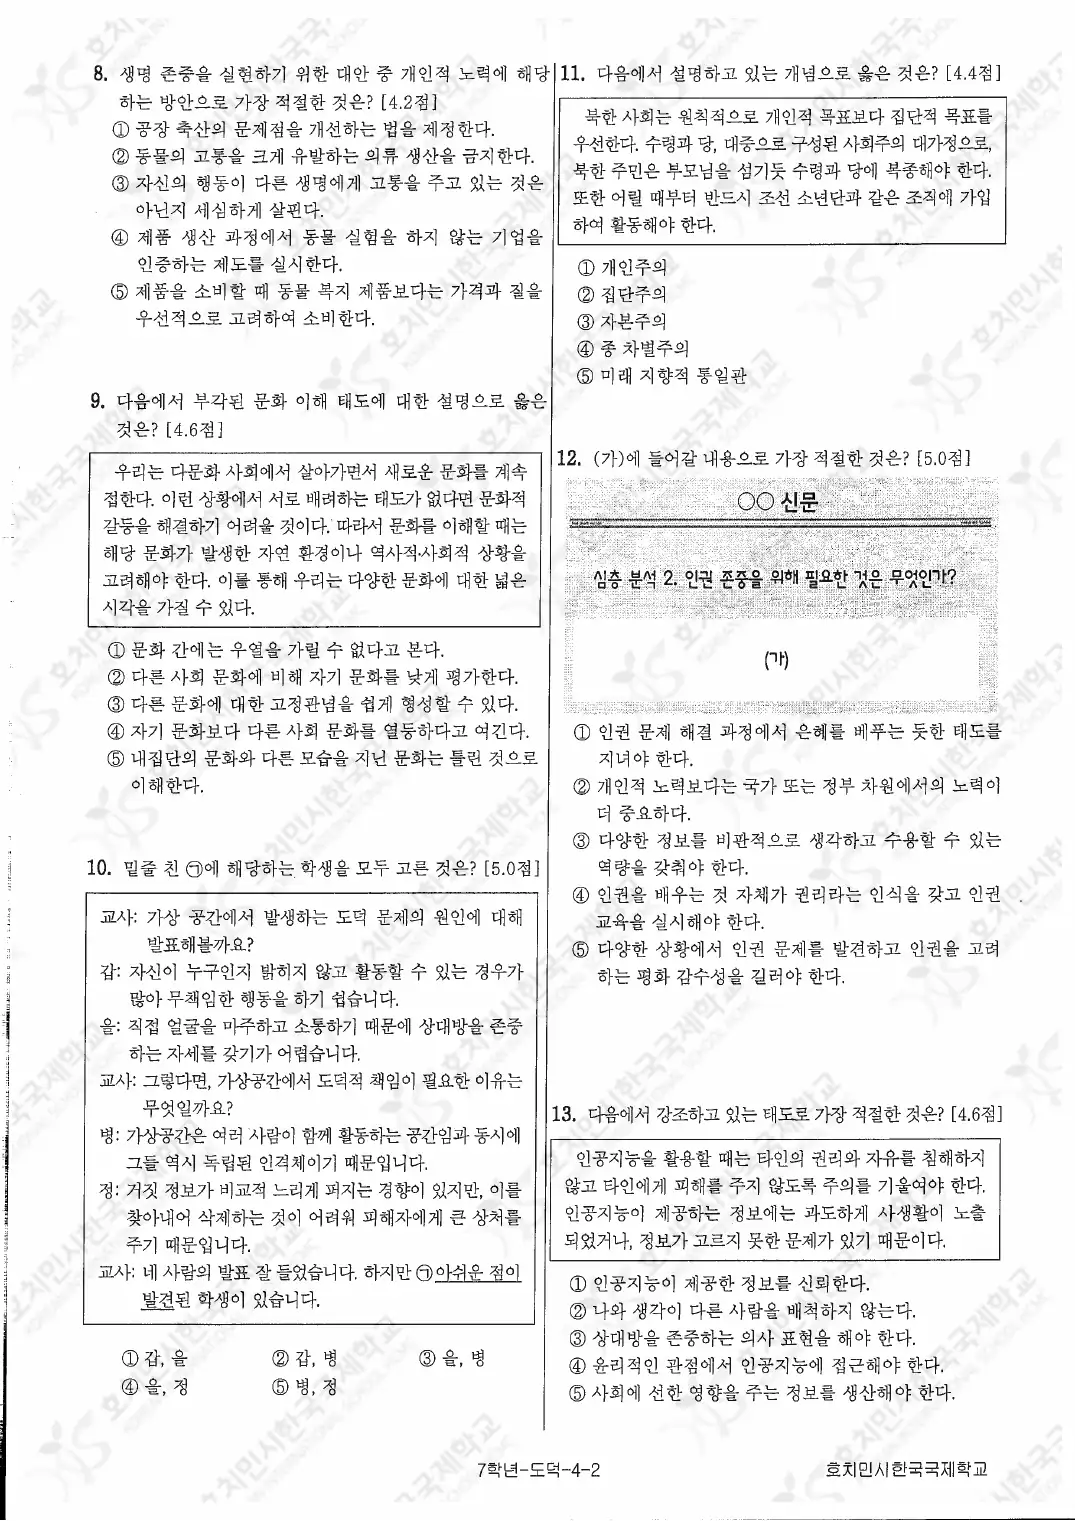 8. 생명 존중을 실현하기 위한 대안 중 개인적 노력에 해당
하는 방안으로 가장 적절한 것은? [4.2점]
① 공장 축산의 문제점을 개선하는 법을 제정한다.
② 동물의 고통을 크게 유발하는 의류 생산을 금지한다.
③ 자신의 행동이 다른 생명에게 고통을 주고 있는 것은
아닌지 세심하게 살핀다.
④ 제품 생산 과정에서 동물 실험을 하지 않는 기업을
인증하는 제도를 실시한다.
⑤ 제품을 소비할 때 동물 복지 제품보다는 가격과 질을
우선적으로 고려하여 소비한다.
9. 다음에서 부각된 문화 이해 태도에 대한 설명으로 옳은
것은? [4.6점]
우리는 다문화 사회에서 살아가면서 새로운 문화를 계속
접한다. 이런 상황에서 서로 배려하는 태도가 없다면 문화적
갈등을 해결하기 어려울 것이다. 따라서 문화를 이해할 때는
해당 문화가 발생한 자연 환경이나 역사적사회적 상황을
고려해야 한다. 이를 통해 우리는 다양한 문화에 대한 넓은
시각을 가질 수 있다.
① 문화 간에는 우열을 가릴 수 없다고 본다.
② 다른 사회 문화에 비해 자기 문화를 낮게 평가한다.
③ 다른 문화에 대한 고정관념을 쉽게 형성할 수 있다.
④ 자기 문화보다 다른 사회 문화를 열등하다고 여긴다.
⑤ 내집단의 문화와 다른 모습을 지닌 문화는 틀린 것으로
이해한다.
10. 밑줄 친 ㉠에 해당하는 학생을 모두 고른 것은? [5.0점]
교사: 가상 공간에서 발생하는 도덕 문제의 원인에 대해
발표해볼까요?
갑: 자신이 누구인지 밝히지 않고 활동할 수 있는 경우가
많아 무책임한 행동을 하기 쉽습니다.
을: 직접 얼굴을 마주하고 소통하기 때문에 상대방을 존중
하는 자세를 갖기가 어렵습니다.
교사: 그렇다면, 가상공간에서 도덕적 책임이 필요한 이유는
무엇일까요?
병: 가상공간은 여러 사람이 함께 활동하는 공간임과 동시에
그들 역시 독립된 인격체이기 때문입니다.
정: 거짓 정보가 비교적 느리게 퍼지는 경향이 있지만, 이를
찾아내어 삭제하는 것이 어려워 피해자에게 큰 상처를
주기 때문입니다.
교사: 네 사람의 발표 잘 들었습니다. 하지만 ㉠아쉬운 점이
발견된 학생이 있습니다.
① 갑, 을 ② 갑, 병 ③ 을, 병
④ 을, 정 ⑤ 병, 정
11. 다음에서 설명하고 있는 개념으로 옳은 것은? [4.4점]
북한 사회는 원칙적으로 개인적 목표보다 집단적 목표를
우선한다. 수령과 당, 대중으로 구성된 사회주의 대가정으로,
북한 주민은 부모님을 섬기듯 수령과 당에 복종해야 한다.
또한 어릴 때부터 반드시 조선 소년단과 같은 조직에 가입
하여 활동해야 한다.
① 개인주의
② 집단주의
③ 자본주의
④ 종 차별주의
⑤ 미래 지향적 통일관
12. (가)에 들어갈 내용으로 가장 적절한 것은? [5.0점]
○○ 신문
심층 분석 2. 인권 존중을 위해 필요한 것은 무엇인가?
(가)
① 인권 문제 해결 과정에서 은혜를 베푸는 듯한 태도를
지녀야 한다.
② 개인적 노력보다는 국가 또는 정부 차원에서의 노력이
더 중요하다.
③ 다양한 정보를 비판적으로 생각하고 수용할 수 있는
역량을 갖춰야 한다.
④ 인권을 배우는 것 자체가 권리라는 인식을 갖고 인권
교육을 실시해야 한다.
⑤ 다양한 상황에서 인권 문제를 발견하고 인권을 고려
하는 평화 감수성을 길러야 한다.
13. 다음에서 강조하고 있는 태도로 가장 적절한 것은? [4.6점]
인공지능을 활용할 때는 타인의 권리와 자유를 침해하지
않고 타인에게 피해를 주지 않도록 주의를 기울여야 한다.
인공지능이 제공하는 정보에는 과도하게 사생활이 노출
되었거나, 정보가 고르지 못한 문제가 있기 때문이다.
① 인공지능이 제공한 정보를 신뢰한다.
② 나와 생각이 다른 사람을 배척하지 않는다.
③ 상대방을 존중하는 의사 표현을 해야 한다.
④ 윤리적인 관점에서 인공지능에 접근해야 한다.
⑤ 사회에 선한 영향을 주는 정보를 생산해야 한다.
7학년-도덕-4-2
호치민시한국국제학교